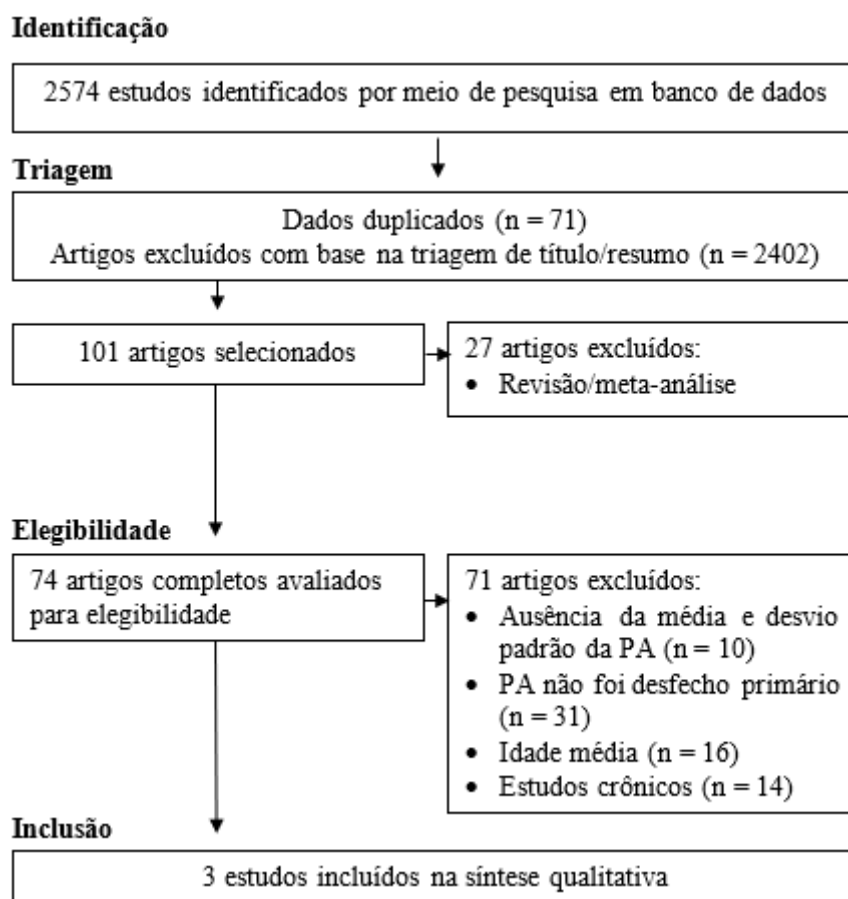 Identificação
2574 estudos identificados por meio de pesquisa em banco de dados
Triagem
Dados duplicados (n = 71)
Artigos excluídos com base na triagem de título/resumo (n = 2402)
101 artigos selecionados
27 artigos excluídos:
• Revisão/meta-análise
Elegibilidade
74 artigos completos avaliados
para elegibilidade
71 artigos excluídos:
• Ausência da média e desvio
padrão da PA (n = 10)
• PA não foi desfecho primário
(n = 31)
• Idade média (n = 16)
• Estudos crônicos (n = 14)
Inclusão
3 estudos incluídos na síntese qualitativa